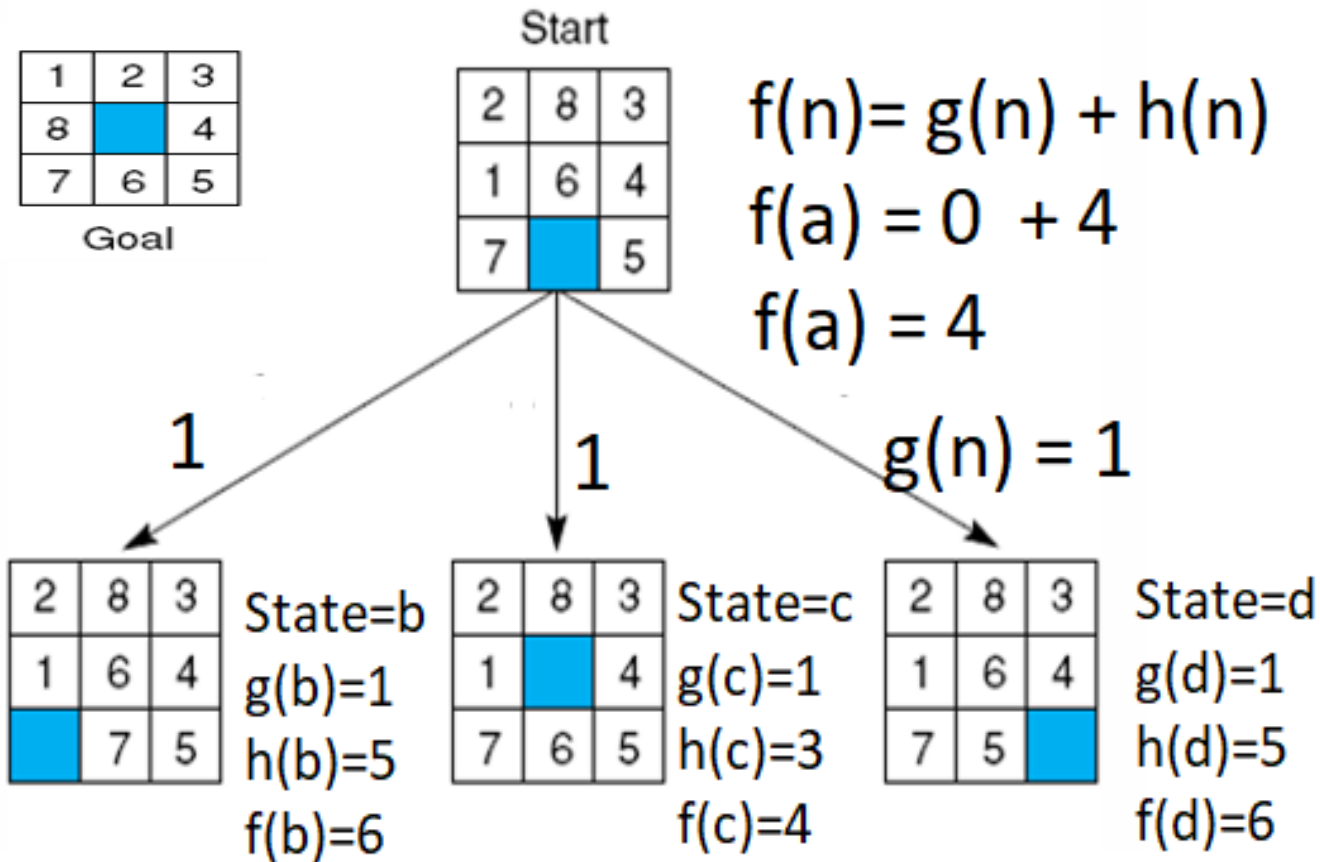 Start
1 2 3
8 4
7 6 5
Goal
2 8 3
1 6 4
7 5
f(n)= g(n) + h(n)
f(a) = 0 + 4
f(a) = 4
1
1
g(n) = 1
2 8 3
1 6 4
7 5
State=b
g(b)=1
h(b)=5
f(b)=6
2 8 3
1 4
7 6 5
State=c
g(c)=1
h(c)=3
f(c)=4
2 8 3
1 6 4
7 5
State=d
g(d)=1
h(d)=5
f(d)=6